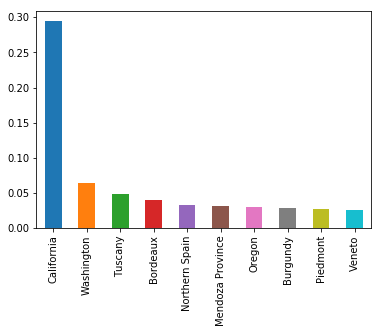 0.30
0.25
0.20
0.15
0.10
0.05
0.00
California
Washington
Tuscany
Bordeaux
Northern Spain
Mendoza Province
Oregon
Burgundy
Piedmont
Veneto